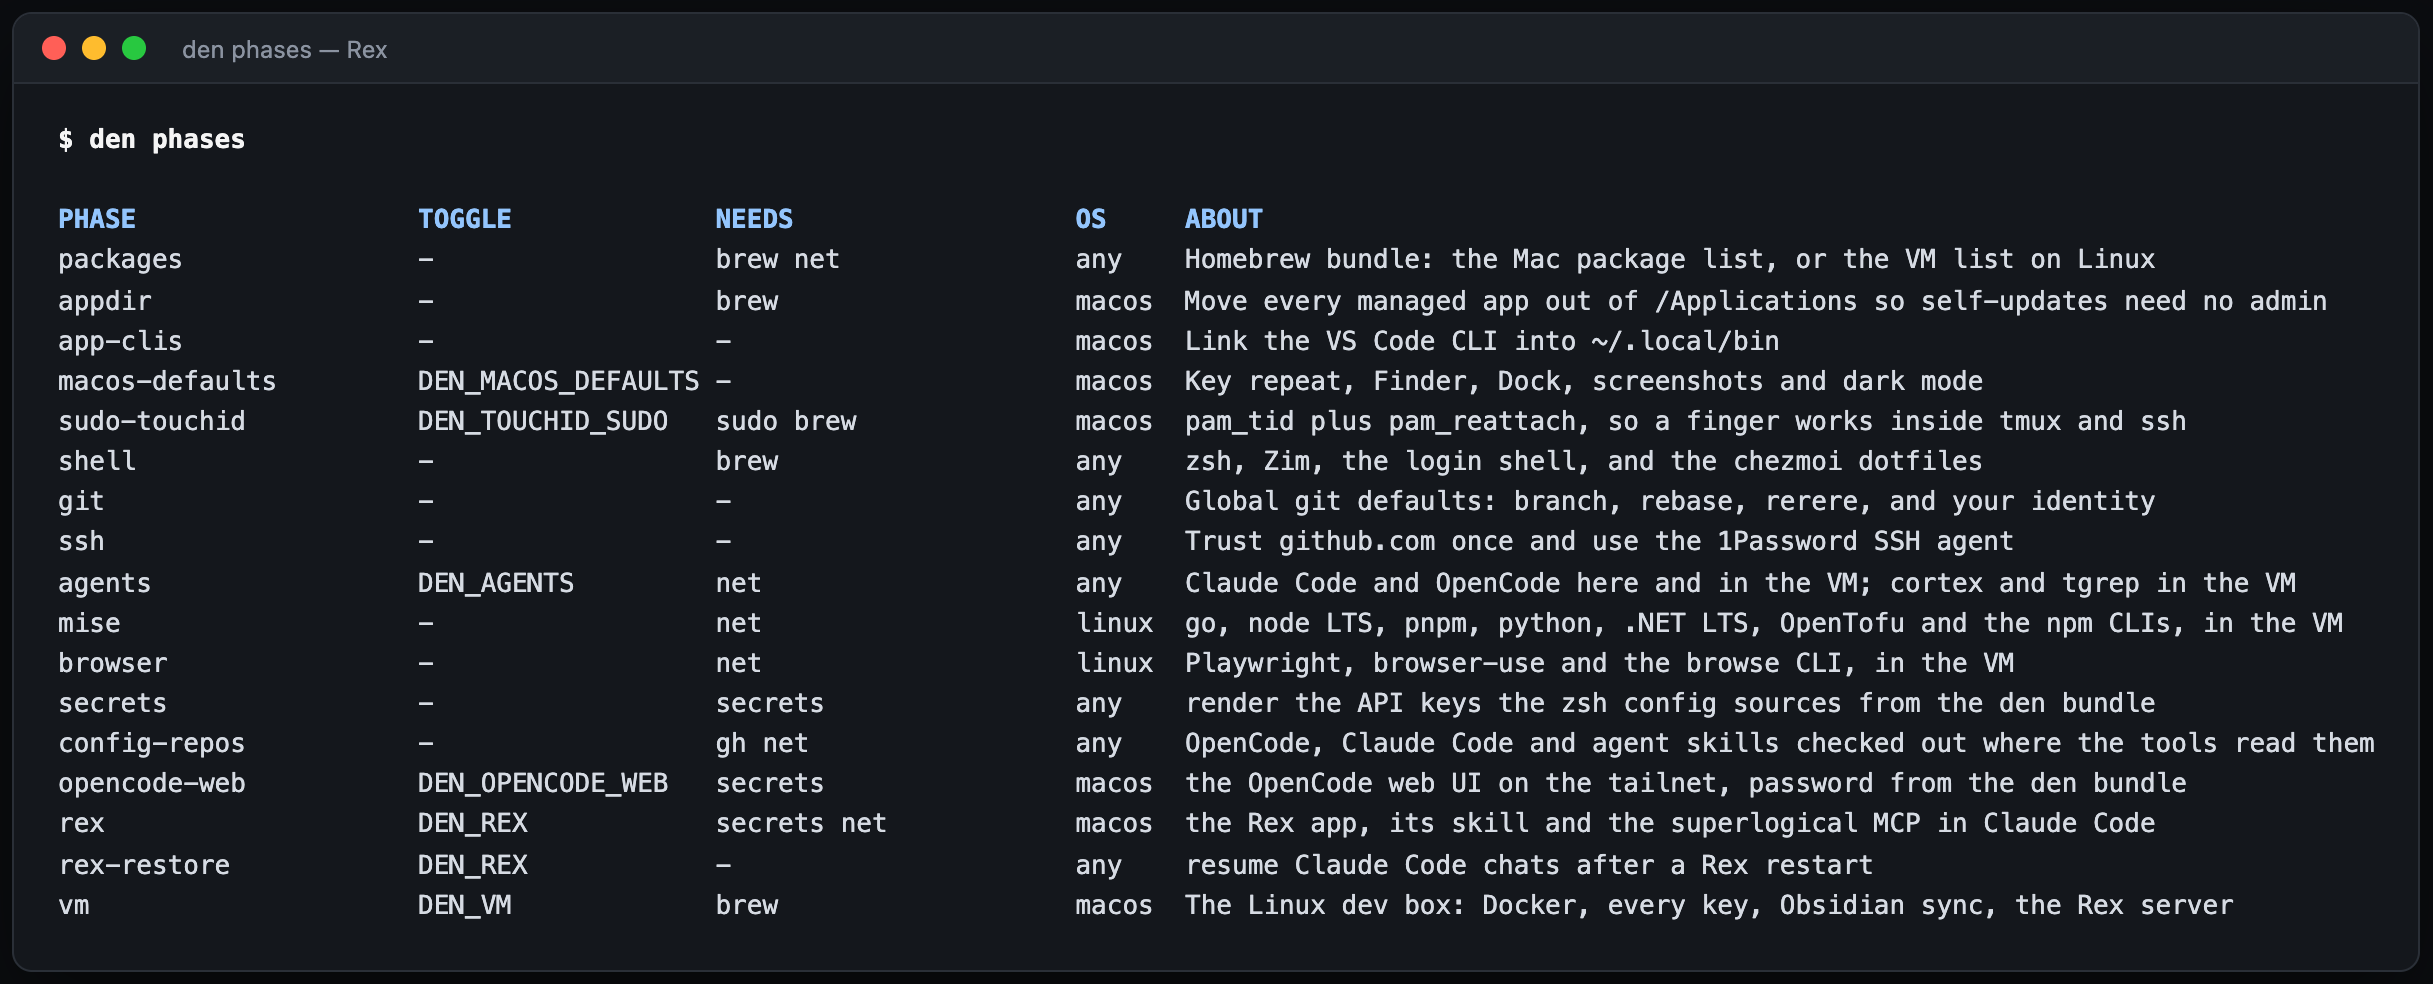 den phases — Rex
$ den phases
PHASE TOGGLE NEEDS OS ABOUT
packages – brew net any Homebrew bundle: the Mac package list, or the VM list on Linux
appdir – brew macos Move every managed app out of /Applications so self-updates need no admin
app-clis – – macos Link the VS Code CLI into ~/.local/bin
macos-defaults DEN_MACOS_DEFAULTS – macos Key repeat, Finder, Dock, screenshots and dark mode
sudo-touchid DEN_TOUCHID_SUDO sudo brew macos pam_tid plus pam_reattach, so a finger works inside tmux and ssh
shell – brew any zsh, Zim, the login shell, and the chezmoi dotfiles
git – – any Global git defaults: branch, rebase, rerere, and your identity
ssh – – any Trust github.com once and use the 1Password SSH agent
agents DEN_AGENTS net any Claude Code and OpenCode here and in the VM; cortex and tgrep in the VM
mise – net linux go, node LTS, pnpm, python, .NET LTS, OpenTofu and the npm CLIs, in the VM
browser – net linux Playwright, browser-use and the browse CLI, in the VM
secrets – secrets any render the API keys the zsh config sources from the den bundle
config-repos – gh net any OpenCode, Claude Code and agent skills checked out where the tools read them
opencode-web DEN_OPENCODE_WEB secrets macos the OpenCode web UI on the tailnet, password from the den bundle
rex DEN_REX secrets net macos the Rex app, its skill and the superlogical MCP in Claude Code
rex-restore DEN_REX – any resume Claude Code chats after a Rex restart
vm DEN_VM brew macos The Linux dev box: Docker, every key, Obsidian sync, the Rex server